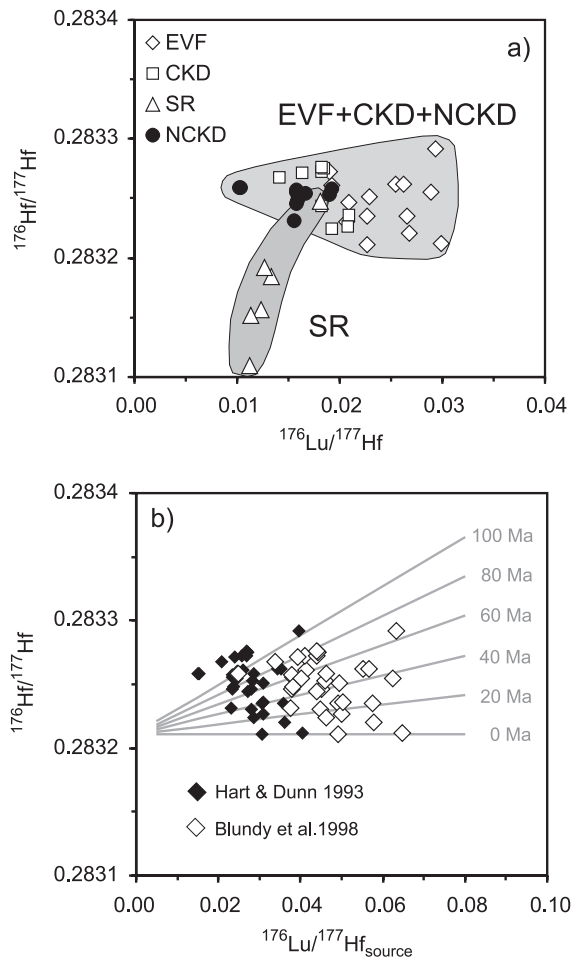 0.2834
EVF
CKD
SR
NCKD
a)
EVF+CKD+NCKD
0.2833
176Hf/177Hf
0.2832
SR
0.2831
0.00 0.01 0.02 0.03 0.04
176Lu/177Hf
0.2834
b)
100 Ma
80 Ma
0.2833
60 Ma
176Hf/177Hf
40 Ma
20 Ma
0.2832
0 Ma
Hart & Dunn 1993
Blundy et al.1998
0.2831
0.00 0.02 0.04 0.06 0.08 0.10
176Lu/177Hfsource